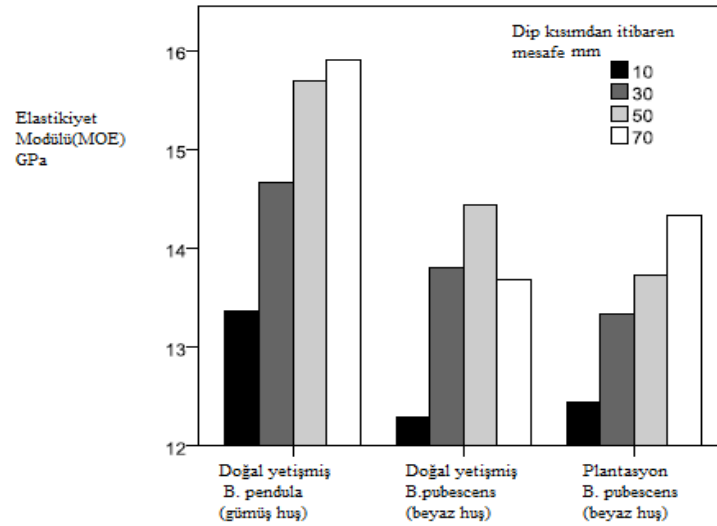 Dip kısımdan itibaren
mesafe mm
10
30
50
70
Elastikiyet
Modülü(MOE)
GPa
16
15
14
13
12
Doğal yetişmiş
B. pendula
(gümüş huş)
Doğal yetişmiş
B.pubescens
(beyaz huş)
Plantasyon
B. pubescens
(beyaz huş)